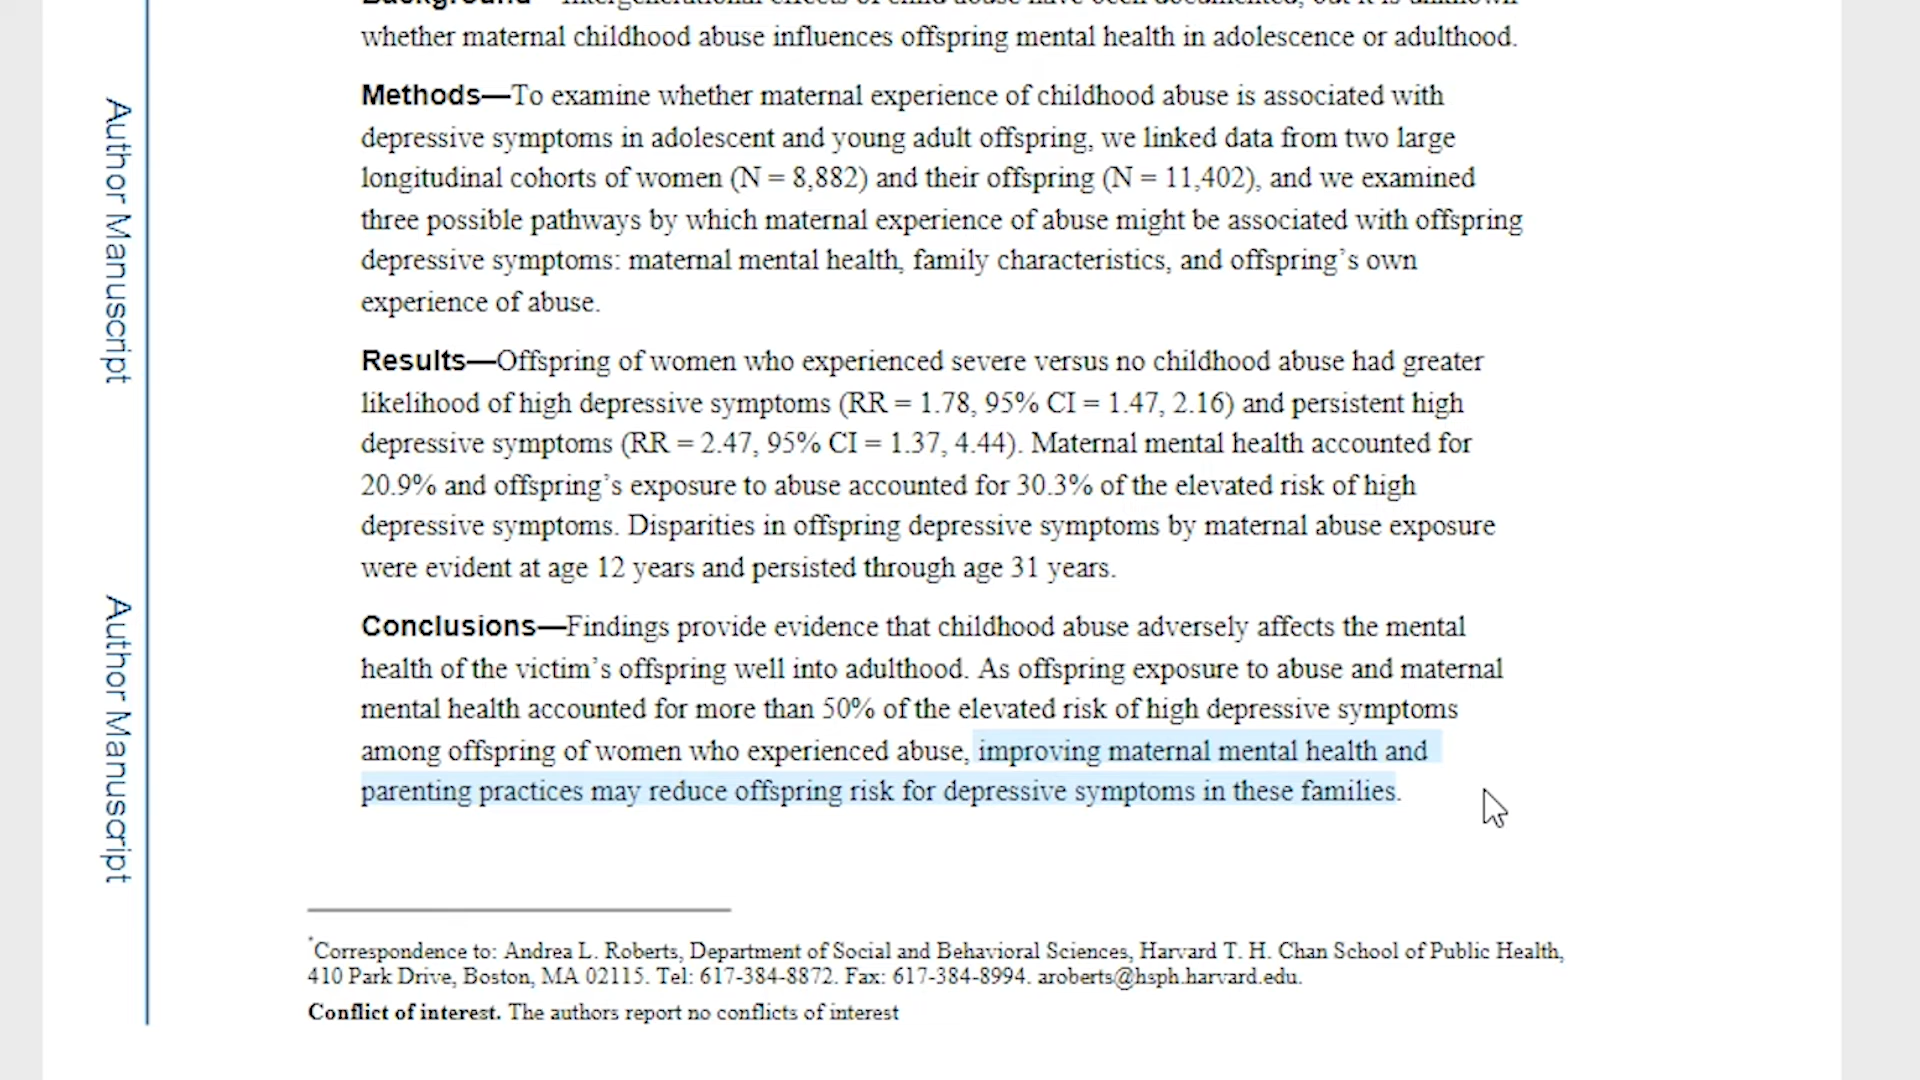 whether maternal childhood abuse influences offspring mental health in adolescence or adulthood.
Methods—To examine whether maternal experience of childhood abuse is associated with
depressive symptoms in adolescent and young adult offspring, we linked data from two large
longitudinal cohorts of women (N = 8,882) and their offspring (N = 11,402), and we examined
three possible pathways by which maternal experience of abuse might be associated with offspring
depressive symptoms: maternal mental health, family characteristics, and offspring’s own
experience of abuse.
Results—Offspring of women who experienced severe versus no childhood abuse had greater
likelihood of high depressive symptoms (RR = 1.78, 95% CI = 1.47, 2.16) and persistent high
depressive symptoms (RR = 2.47, 95% CI = 1.37, 4.44). Maternal mental health accounted for
20.9% and offspring’s exposure to abuse accounted for 30.3% of the elevated risk of high
depressive symptoms. Disparities in offspring depressive symptoms by maternal abuse exposure
were evident at age 12 years and persisted through age 31 years.
Conclusions—Findings provide evidence that childhood abuse adversely affects the mental
health of the victim’s offspring well into adulthood. As offspring exposure to abuse and maternal
mental health accounted for more than 50% of the elevated risk of high depressive symptoms
among offspring of women who experienced abuse, improving maternal mental health and
parenting practices may reduce offspring risk for depressive symptoms in these families.
*Correspondence to: Andrea L. Roberts, Department of Social and Behavioral Sciences, Harvard T. H. Chan School of Public Health,
410 Park Drive, Boston, MA 02115. Tel: 617-384-8872. Fax: 617-384-8994. aroberts@hsph.harvard.edu.
Conflict of interest. The authors report no conflicts of interest
Author Manuscript
Author Manuscript